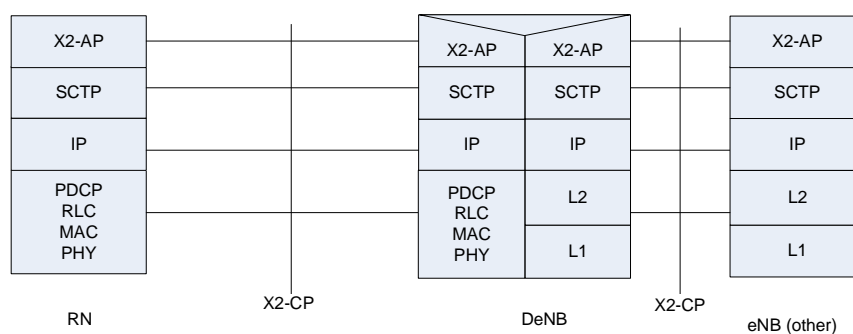 X2-AP
SCTP
IP
PDCP
RLC
MAC
PHY
RN
X2-CP
X2-AP X2-AP
SCTP SCTP
IP IP
PDCP
RLC
MAC
PHY
L2
L1
DeNB
X2-CP
X2-AP
SCTP
IP
L2
L1
eNB (other)